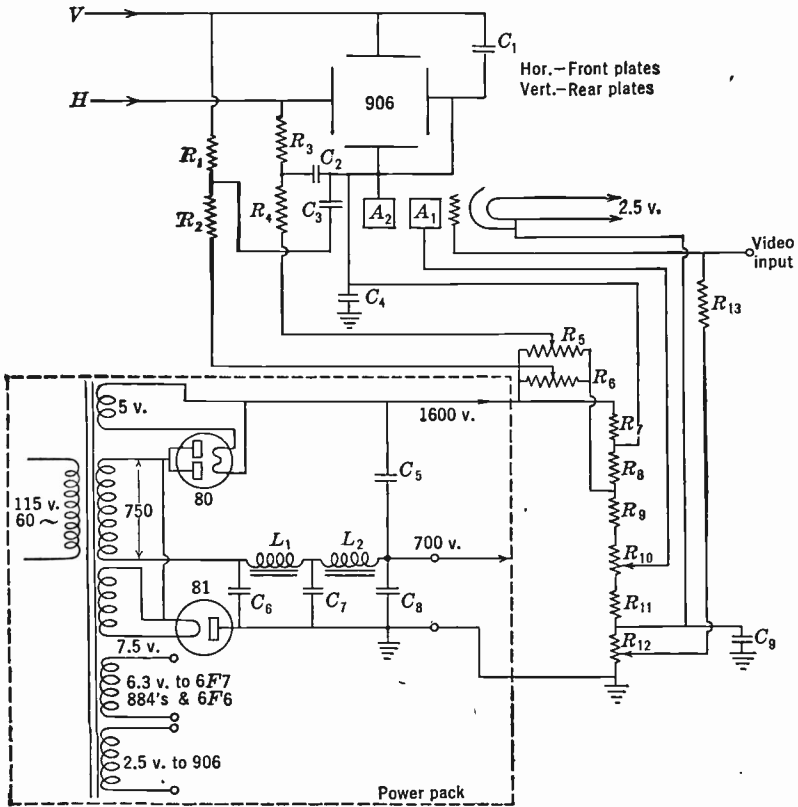 V
C1
Hor.–Front plates
Vert.–Rear plates
H
906
R3
R1
C2
R4
C3
A2
A1
2.5 v.
R2
Video
input
C4
R13
R5
R6
5 v.
1600 v.
R7
80
C5
R8
115 v.
60 ~
750
R9
L1
L2
700 v.
R10
81
C6
C7
C8
R11
7.5 v.
R12
C9
6.3 v. to 6F7
884's & 6F6
2.5 v. to 906
Power pack